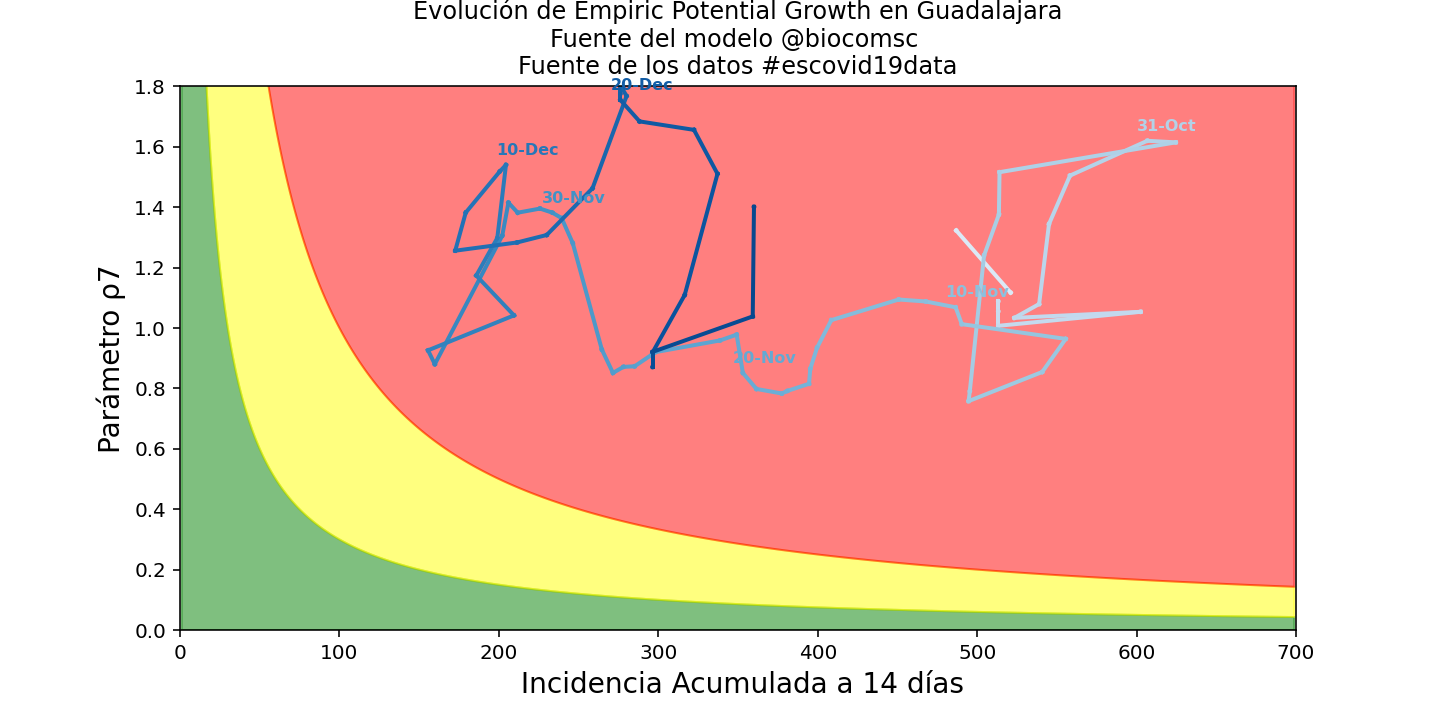 Evolución de Empiric Potential Growth en Guadalajara
Fuente del modelo @biocomsc
Fuente de los datos #escovid19data
1.8
1.6
1.4
1.2
1.0
0.8
0.6
0.4
0.2
0.0
Parámetro ρ7
20-Dec
31-Oct
10-Dec
30-Nov
10-Nov
20-Nov
0 100 200 300 400 500 600 700
Incidencia Acumulada a 14 días